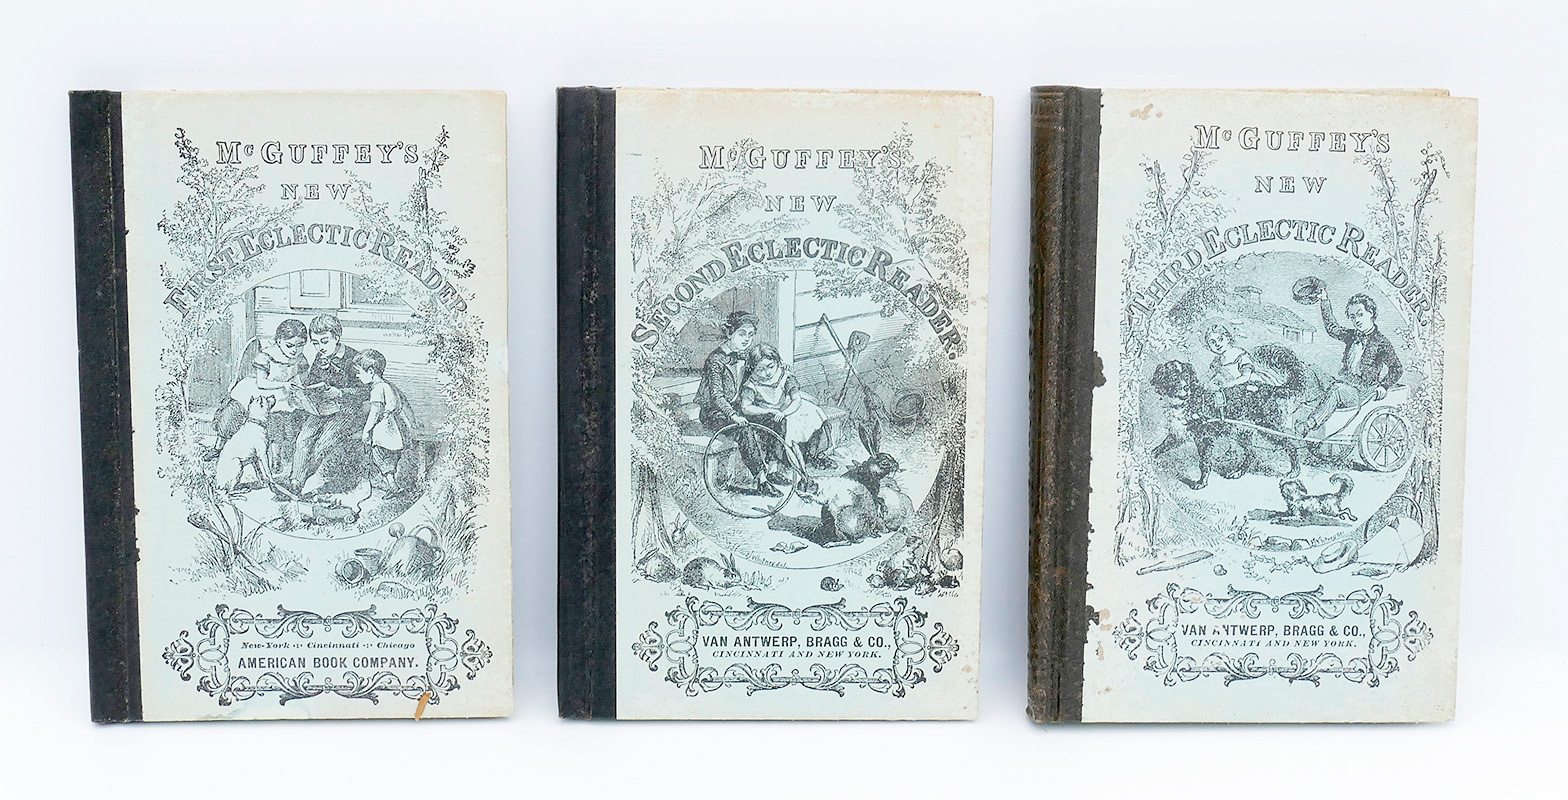 McGUFFEY'S
NEW
FIRST ECLECTIC READER
New-York ·:· Cincinnati ·:· Chicago
AMERICAN BOOK COMPANY.
McGUFFEY'S
NEW
SECOND ECLECTIC READER.
VAN ANTWERP, BRAGG & CO.,
CINCINNATI AND NEW YORK.
McGUFFEY'S
NEW
THIRD ECLECTIC READER.
VAN ANTWERP, BRAGG & CO.,
CINCINNATI AND NEW YORK.